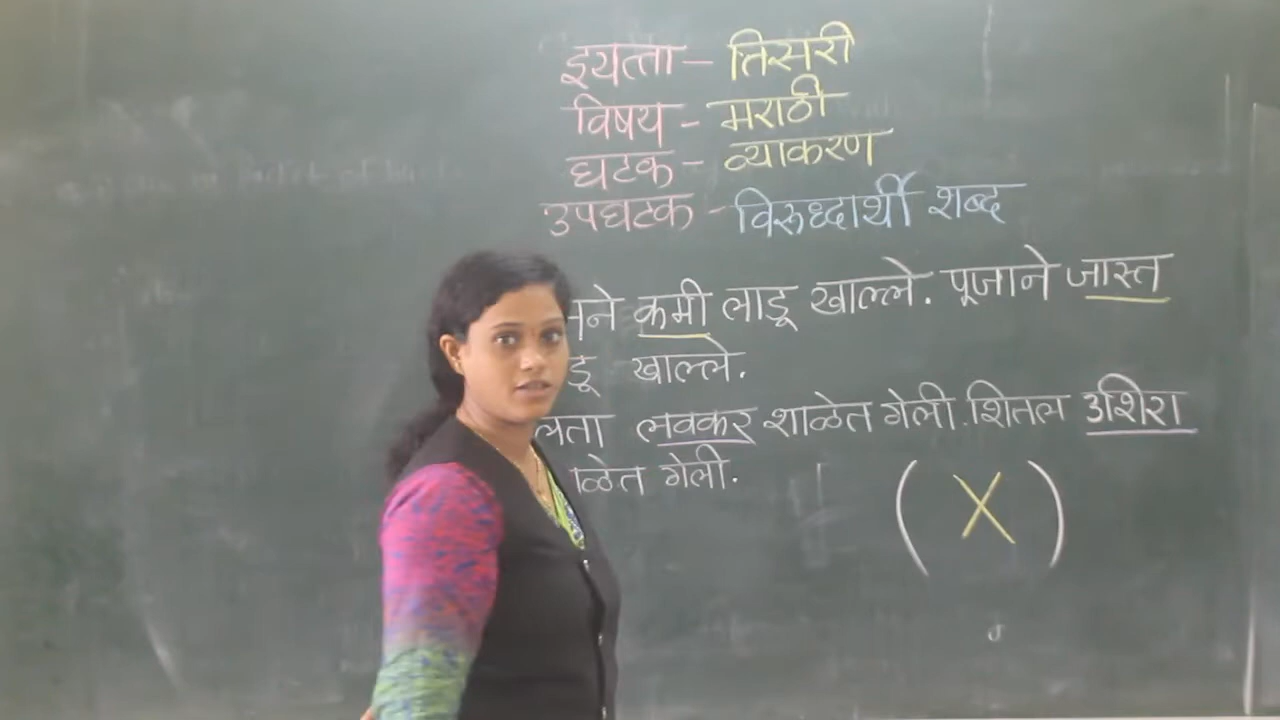 इयत्ता - तिसरी
विषय - मराठी
घटक - व्याकरण
उपघटक - विरूध्दार्थी शब्द
कमी लाडू खाल्ले. पूजाने जास्त
खाल्ले.
लवकर शाळेत गेली. शितल उशिरा
गेली.
( X )